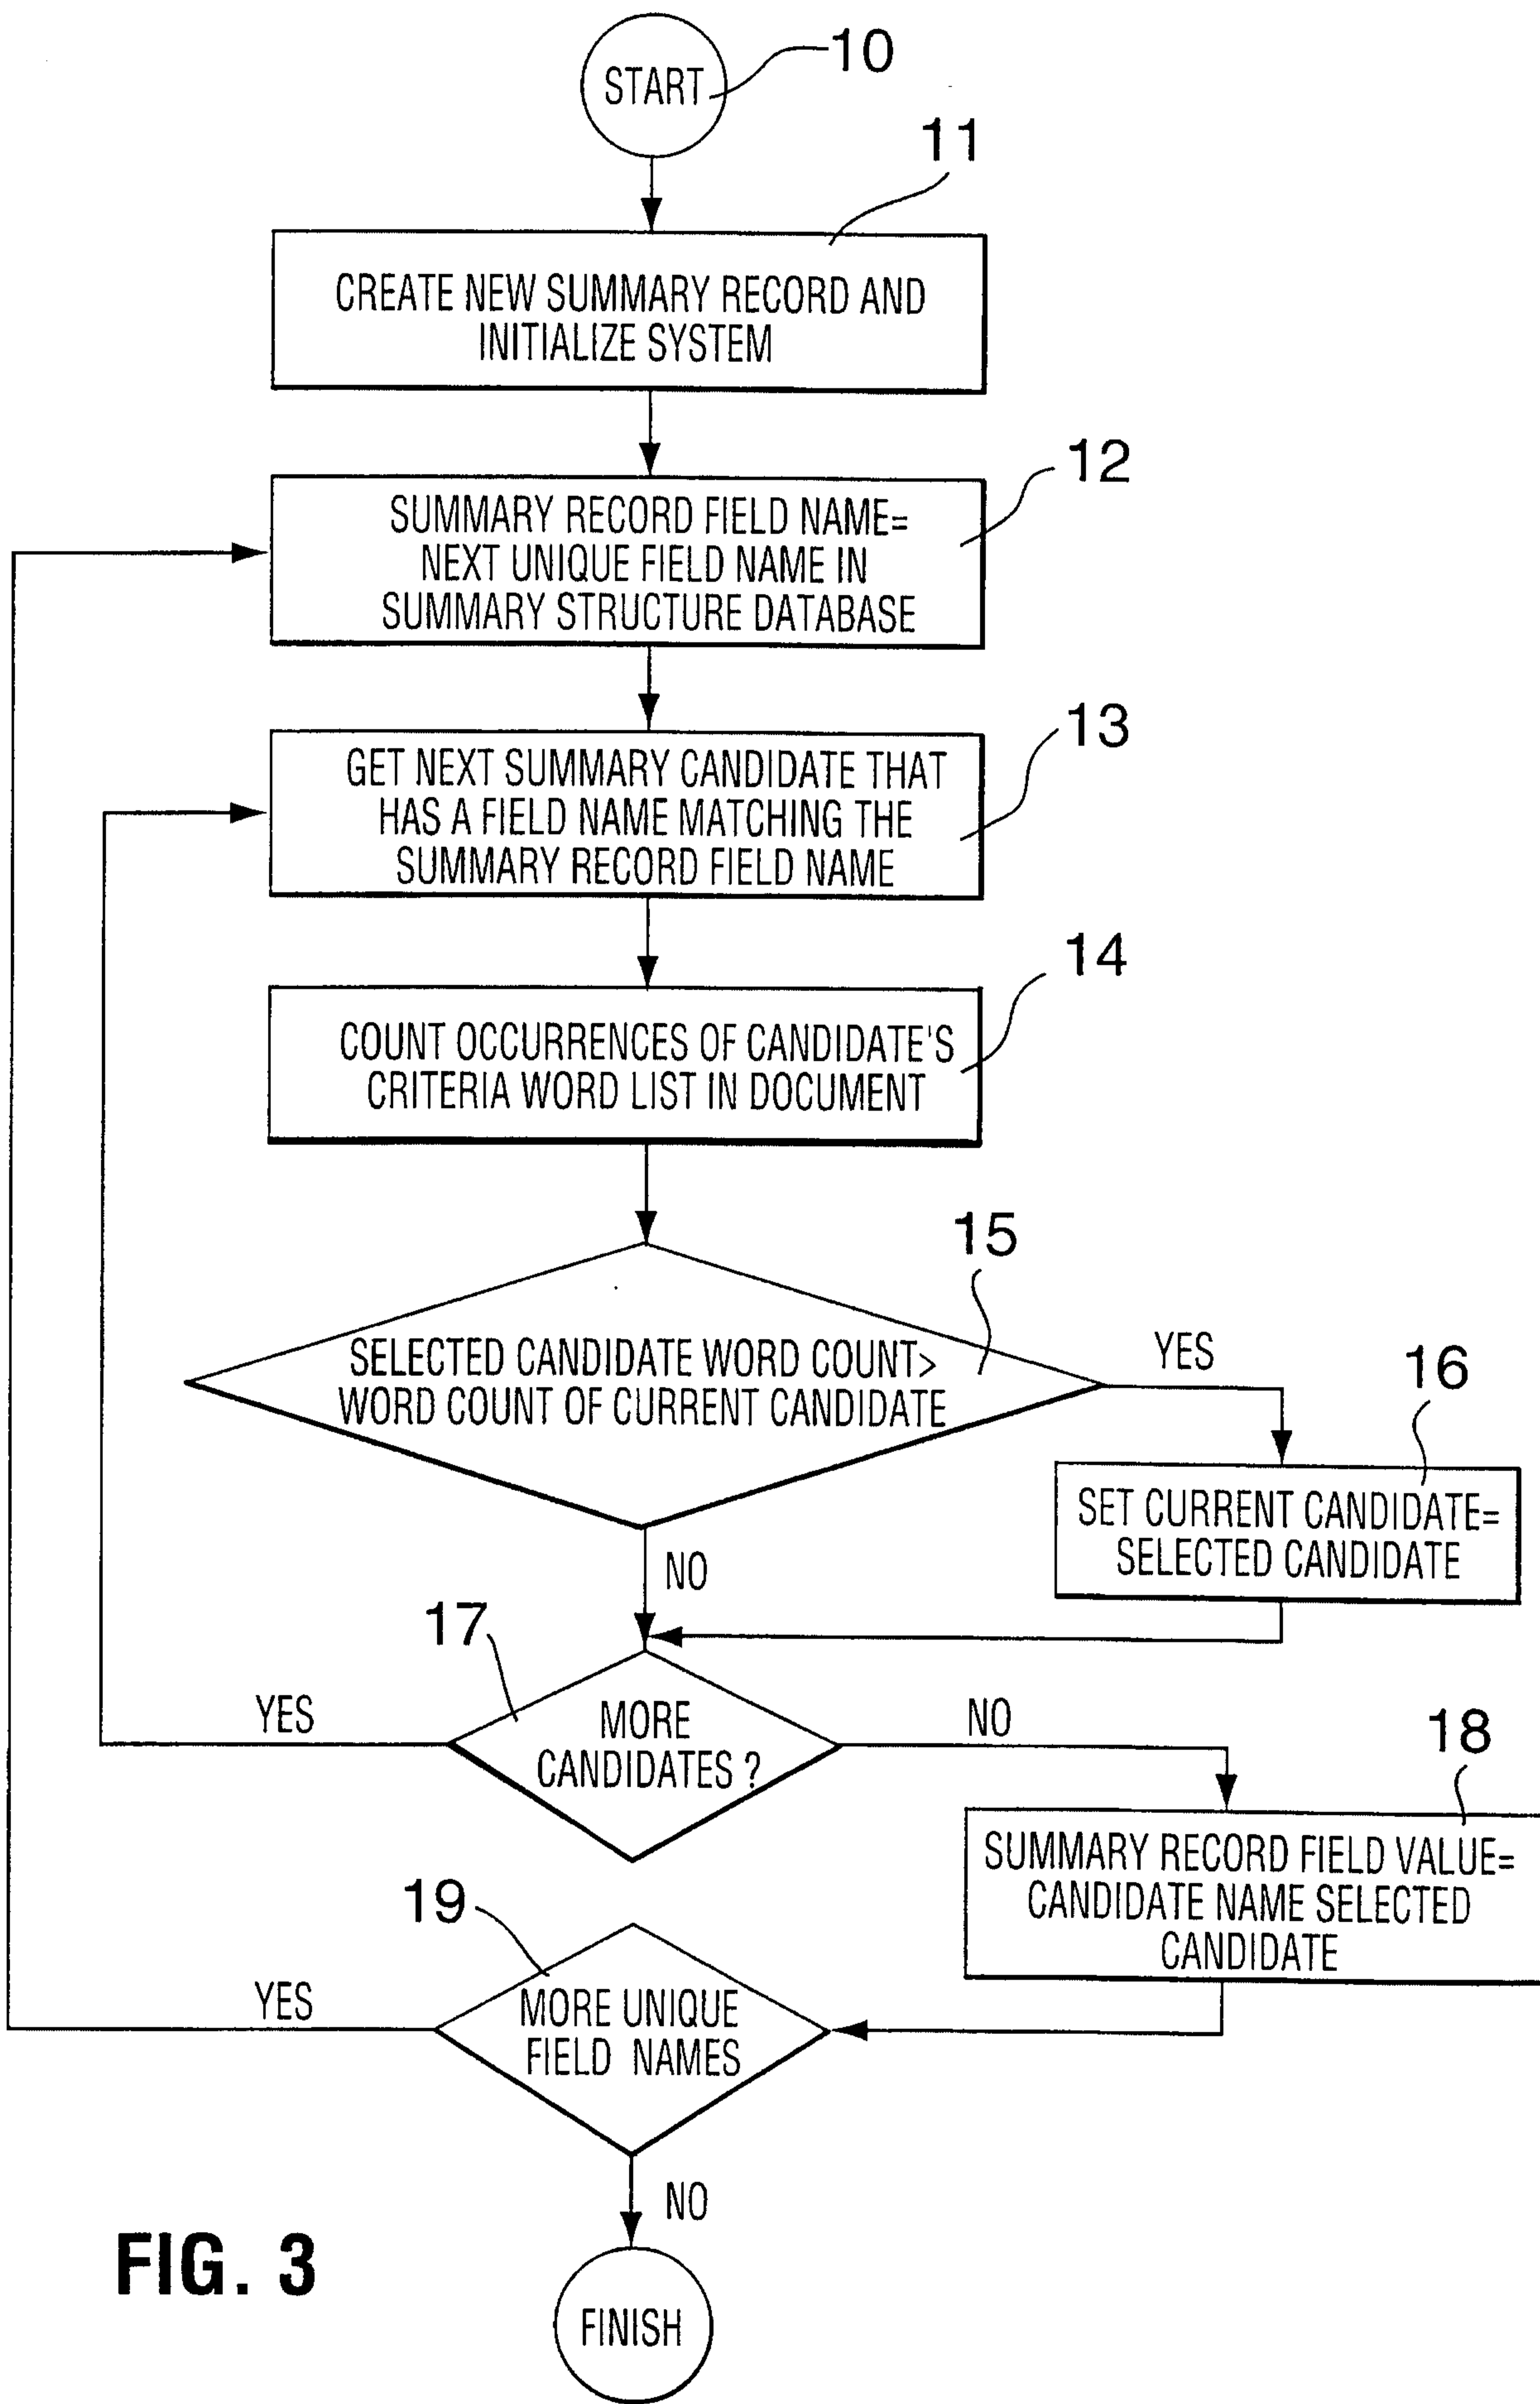 START
10
11
CREATE NEW SUMMARY RECORD AND
INITIALIZE SYSTEM
12
SUMMARY RECORD FIELD NAME=
NEXT UNIQUE FIELD NAME IN
SUMMARY STRUCTURE DATABASE
13
GET NEXT SUMMARY CANDIDATE THAT
HAS A FIELD NAME MATCHING THE
SUMMARY RECORD FIELD NAME
14
COUNT OCCURRENCES OF CANDIDATE'S
CRITERIA WORD LIST IN DOCUMENT
15
SELECTED CANDIDATE WORD COUNT>
WORD COUNT OF CURRENT CANDIDATE
YES
16
SET CURRENT CANDIDATE=
SELECTED CANDIDATE
NO
17
YES
MORE
CANDIDATES ?
NO
18
SUMMARY RECORD FIELD VALUE=
CANDIDATE NAME SELECTED
CANDIDATE
19
YES
MORE UNIQUE
FIELD NAMES
NO
FIG. 3
FINISH